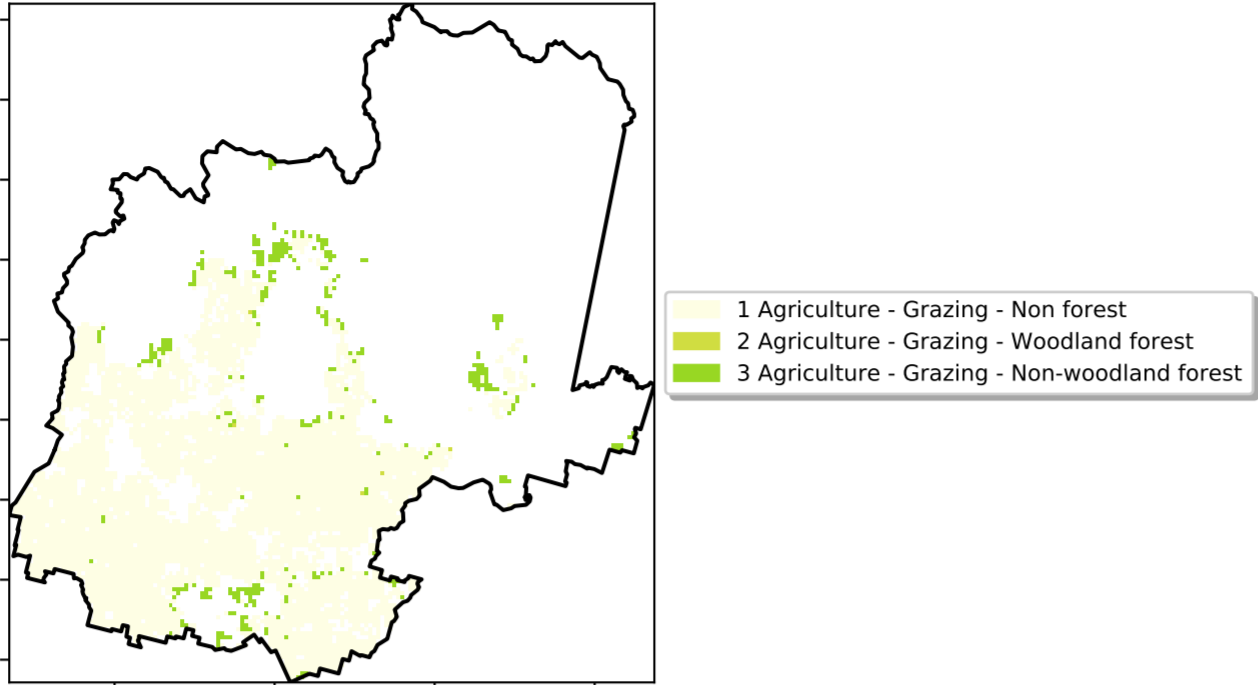 1 Agriculture - Grazing - Non forest
2 Agriculture - Grazing - Woodland forest
3 Agriculture - Grazing - Non-woodland forest